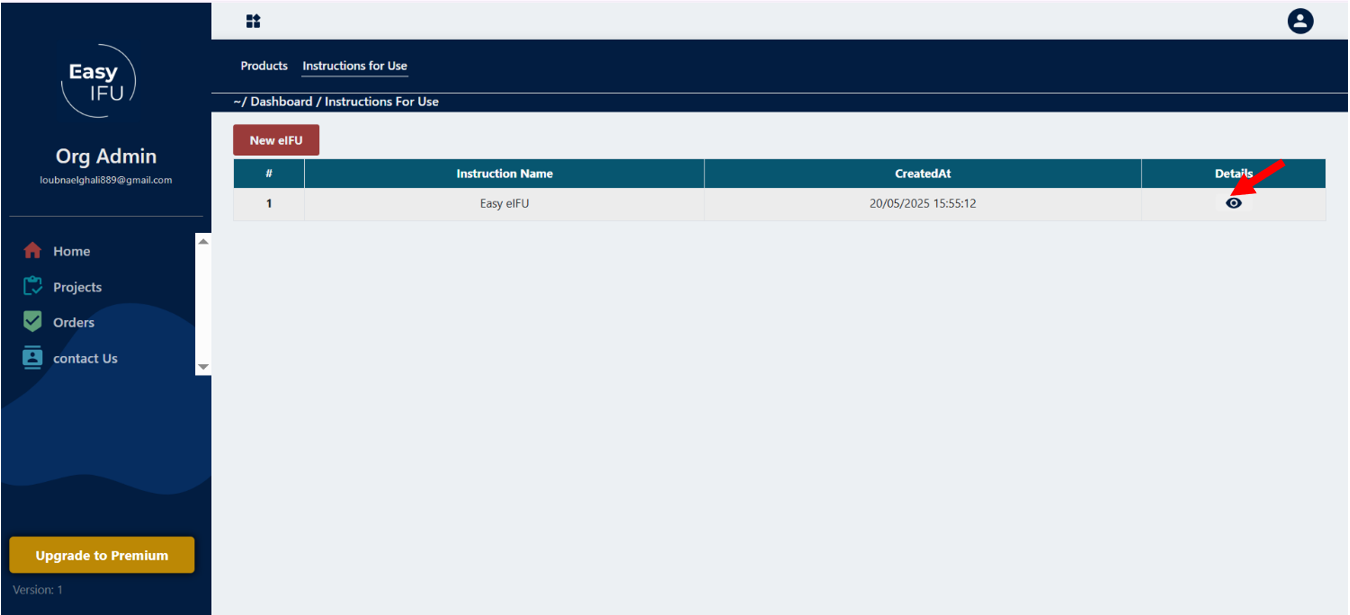 Easy
IFU
Org Admin
loubnaelghali889@gmail.com
Home
Projects
Orders
contact Us
Upgrade to Premium
Version: 1
Products Instructions for Use
~/ Dashboard / Instructions For Use
New eIFU
# Instruction Name CreatedAt Details
1 Easy eIFU 20/05/2025 15:55:12